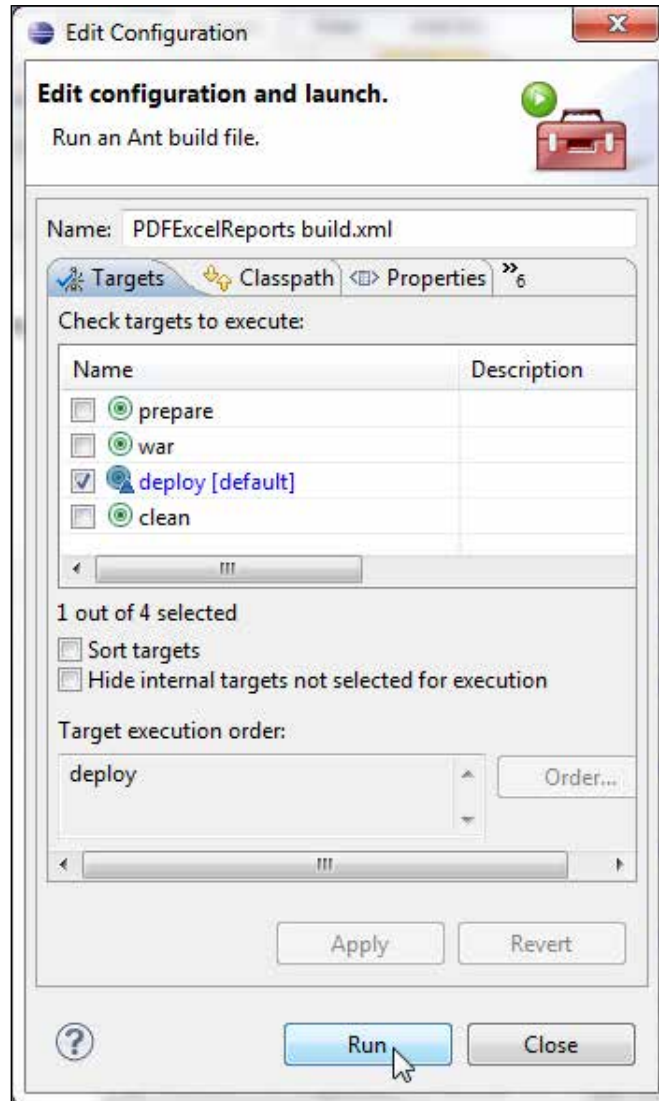 Edit Configuration
Edit configuration and launch.
Run an Ant build file.
Name: PDFExcelReports build.xml
Targets Classpath Properties »6
Check targets to execute:
Name Description
prepare
war
deploy [default]
clean
1 out of 4 selected
Sort targets
Hide internal targets not selected for execution
Target execution order:
deploy Order...
Apply Revert
? Run Close